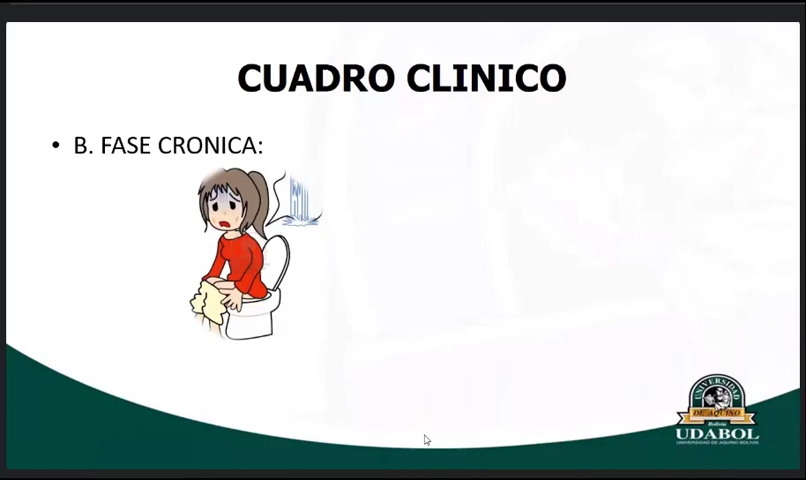 CUADRO CLINICO
• B. FASE CRONICA:
UNIVERSIDAD
DE AQUINO
Bolivia
UDABOL
UNIVERSIDAD DE AQUINO BOLIVIA